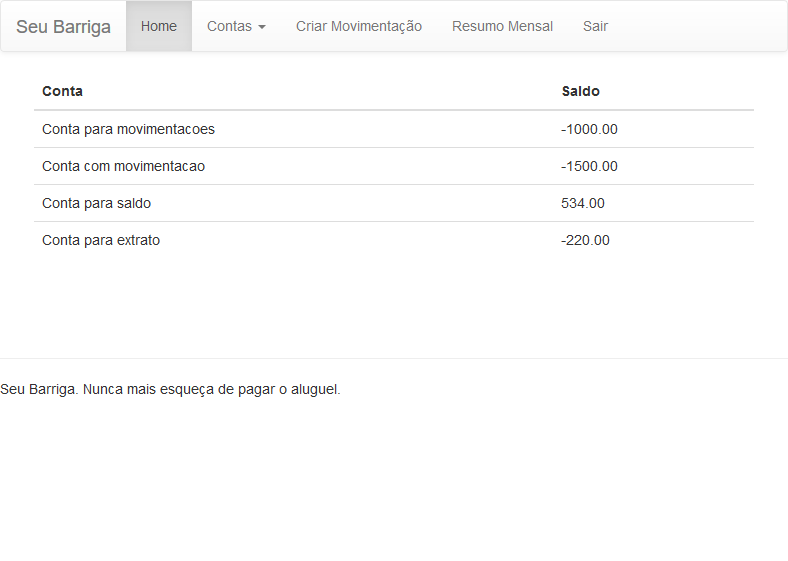 Seu Barriga Home Contas Criar Movimentação Resumo Mensal Sair
Conta Saldo
Conta para movimentacoes -1000.00
Conta com movimentacao -1500.00
Conta para saldo 534.00
Conta para extrato -220.00
Seu Barriga. Nunca mais esqueça de pagar o aluguel.